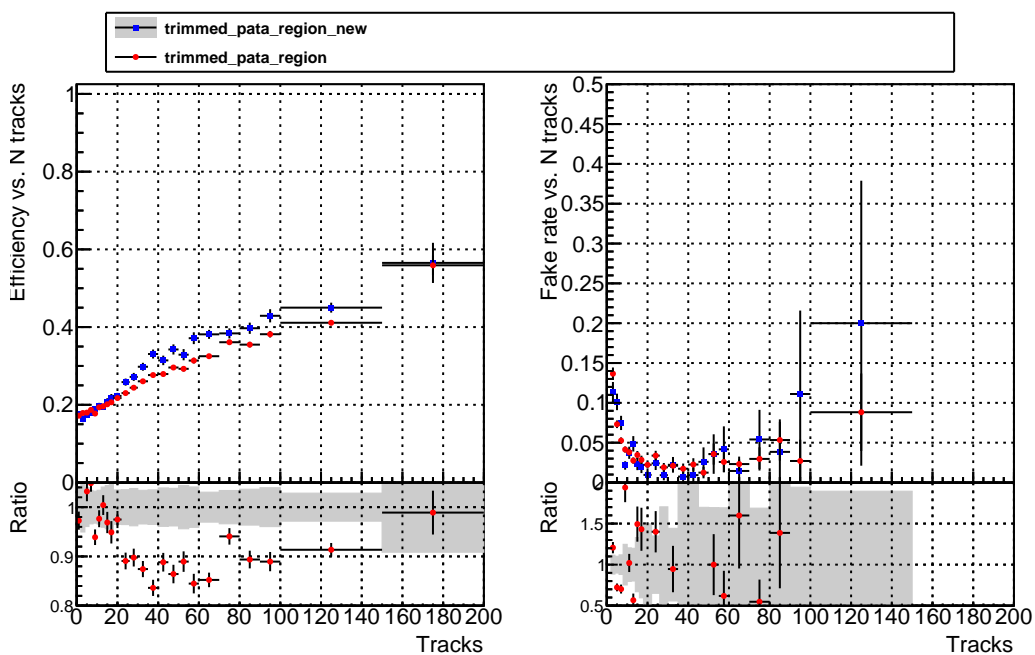 trimmed_pata_region_new
trimmed_pata_region
Efficiency vs. N tracks
1
0.8
0.6
0.4
0.2
0
Ratio
1
0.9
0.8
0 20 40 60 80 100 120 140 160 180 200
Tracks
Fake rate vs. N tracks
0.5
0.45
0.4
0.35
0.3
0.25
0.2
0.15
0.1
0.05
0
Ratio
1.5
1
0.5
0 20 40 60 80 100 120 140 160 180 200
Tracks